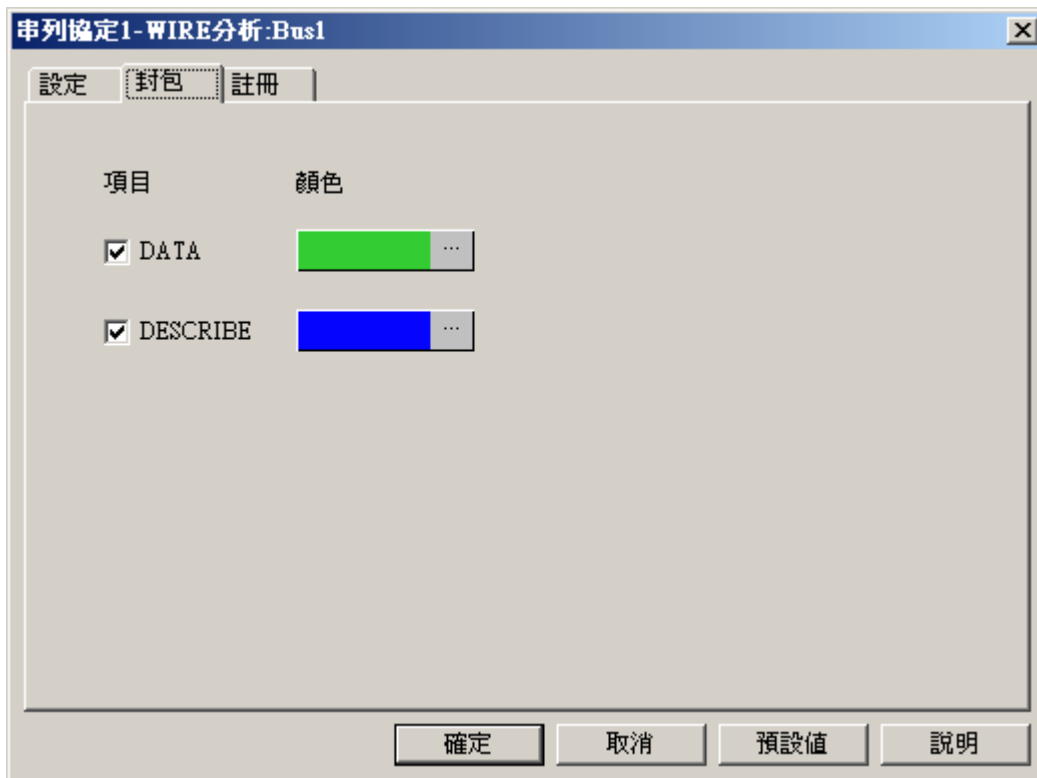 串列協定1-WIRE分析:Bus1
設定 封包 註冊
項目 顏色
DATA ...
DESCRIBE ...
確定 取消 預設值 說明